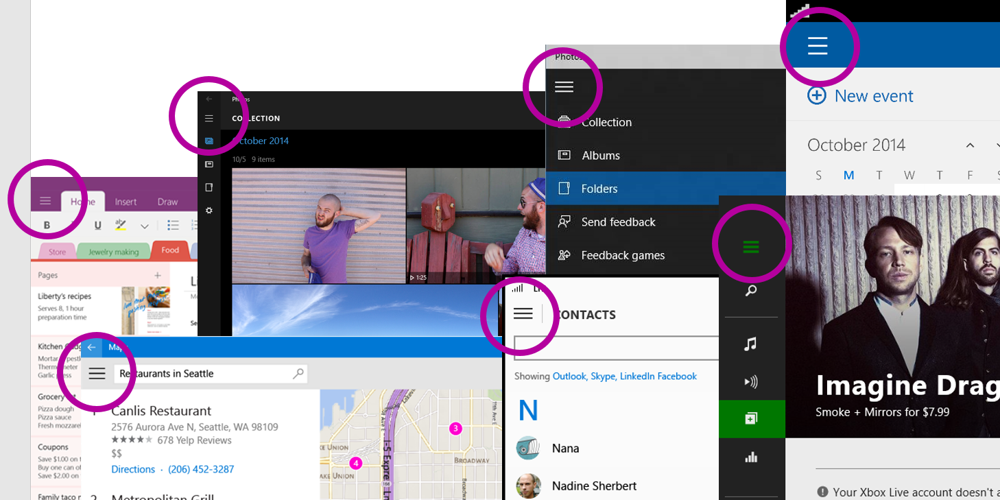 Home Insert Draw
B U
Store Jewelry making Food
Pages +
Liberty's recipes
Serves 8, 1 hour
preparation time
Kitchen
Mortar
Garlic press
Grocery list
Pizza dough
Pizza sauce
Fresh mozzarel
Coupons
Save $1.00 on
Buy one can of
Save $2.00 on
Family taco
Photos
COLLECTION
October 2014
10/5 9 items
1:25
Maps
Restaurants in Seattle
1 Canlis Restaurant
2576 Aurora Ave N, Seattle, WA 98109
678 Yelp Reviews
$$
Directions · (206) 452-3287
2 Metropolitan Grill
3
4
KE UNION
LAKE UNION
BROADWAY
I-5 Expre
166
11th Ave E
Photos
Collection
Albums
Folders
Send feedback
Feedback games
CONTACTS
Showing Outlook, Skype, LinkedIn Facebook
N
Nana
Nadine Sherbert
New event
October 2014
S M T W T F S
Imagine Drag
Smoke + Mirrors for $7.99
Your Xbox Live account doesn't a